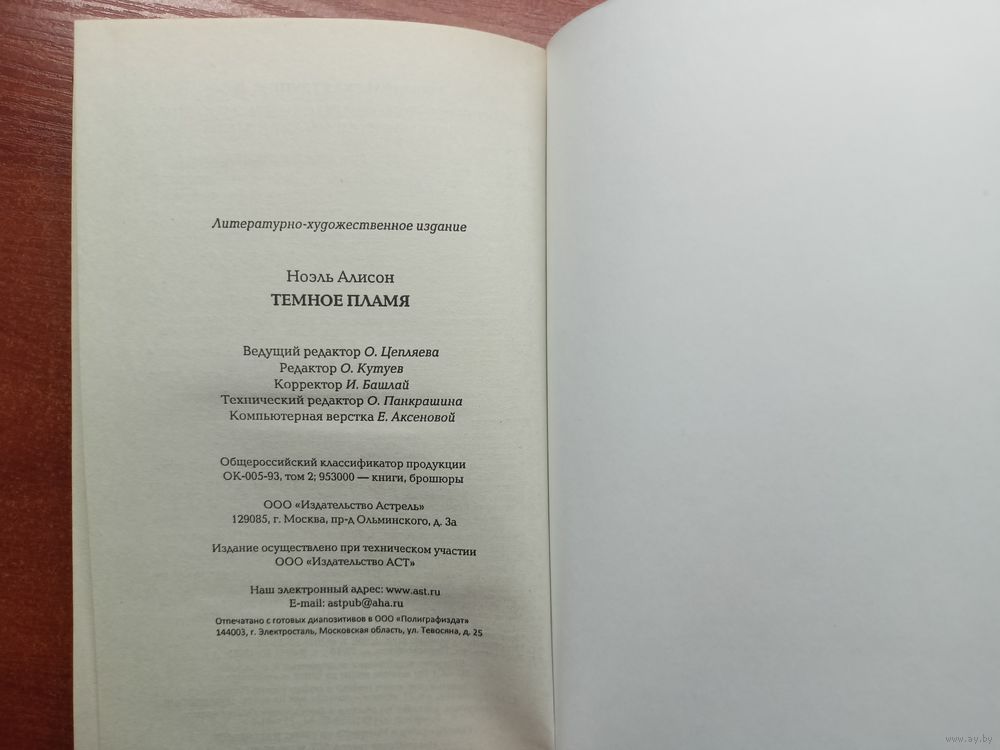 Литературно-художественное издание
Ноэль Алисон
ТЕМНОЕ ПЛАМЯ
Ведущий редактор О. Цепляева
Редактор О. Кутуев
Корректор И. Башлай
Технический редактор О. Панкрашина
Компьютерная верстка Е. Аксеновой
Общероссийский классификатор продукции
ОК-005-93, том 2; 953000 — книги, брошюры
ООО «Издательство Астрель»
129085, г. Москва, пр-д Ольминского, д. 3а
Издание осуществлено при техническом участии
ООО «Издательство АСТ»
Наш электронный адрес: www.ast.ru
E-mail: astpub@aha.ru
Отпечатано с готовых диапозитивов в ООО «Полиграфиздат»
144003, г. Электросталь, Московская область, ул. Тевосяна, д. 25
www.ay.by